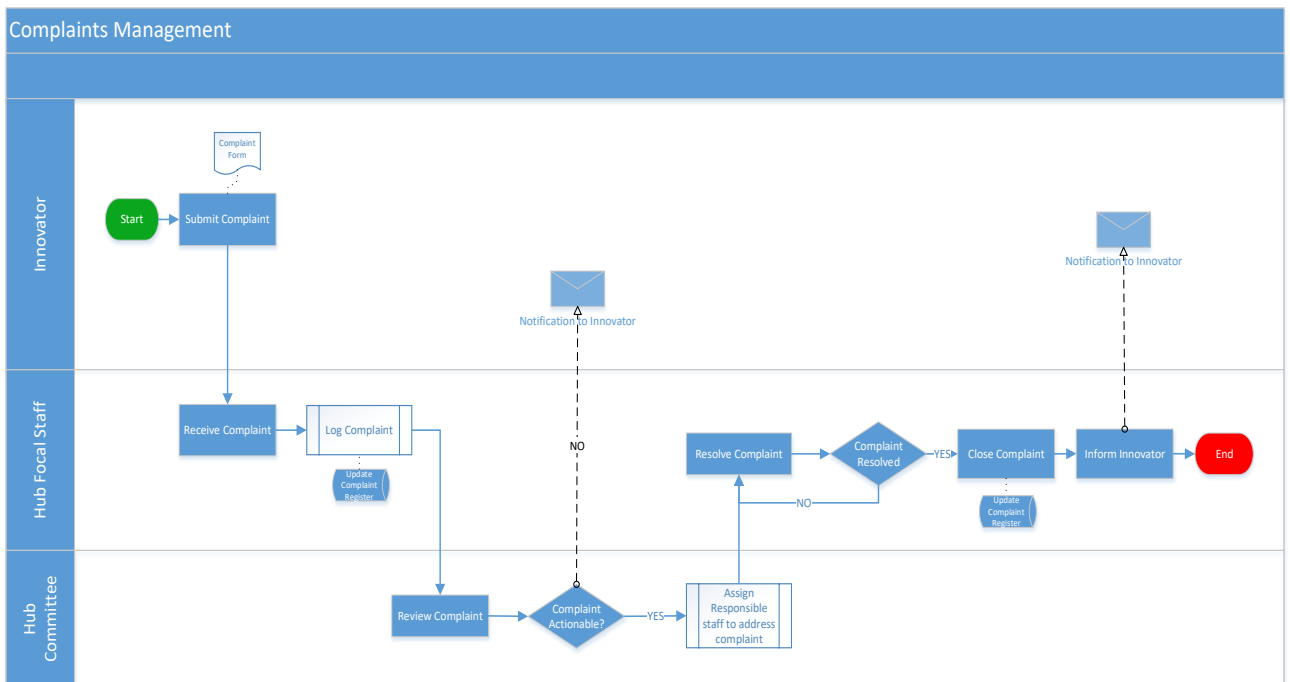 Complaints Management
Innovator
Complaint
Form
Start
Submit Complaint
Notification to Innovator
Notification to Innovator
Hub Focal Staff
Receive Complaint
Log Complaint
Update
Complaint
Register
NO
Resolve Complaint
Complaint
Resolved
YES
NO
Close Complaint
Update
Complaint
Register
Inform Innovator
End
Hub
Committee
Review Complaint
Complaint
Actionable?
YES
Assign
Responsible
staff to address
complaint